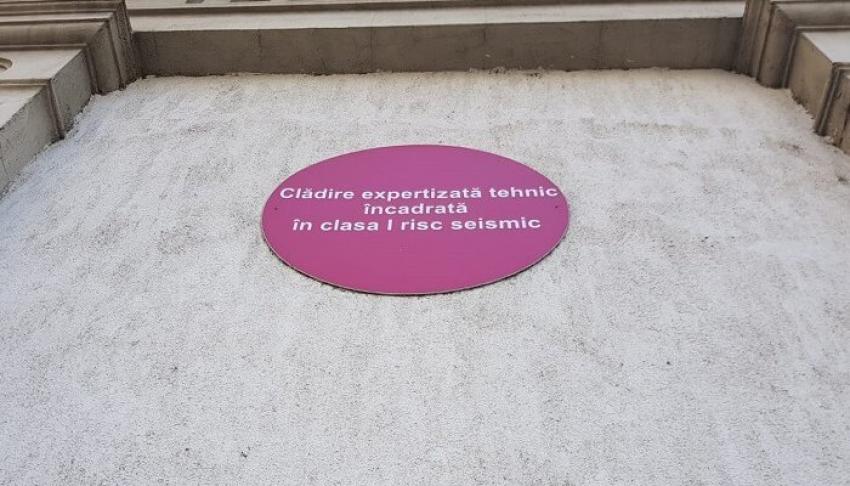 Clădire expertizată tehnic
încadrată
în clasa I risc seismic